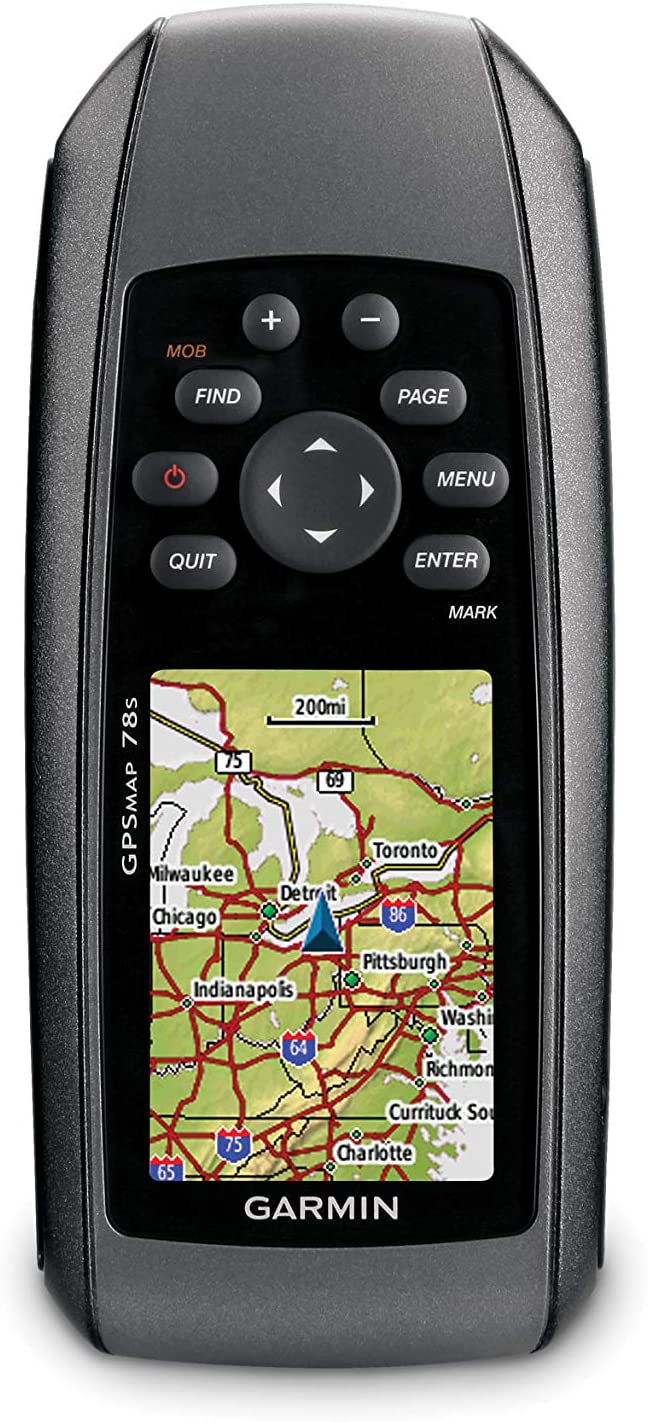 + −
MOB
FIND PAGE
MENU
QUIT ENTER
MARK
GPSMAP 78s
200mi
75
69
Toronto
Milwaukee
Detroit
Chicago
86
Pittsburgh
Indianapolis
Washin
64
Richmon
Currituck Sou
75
Charlotte
65
GARMIN